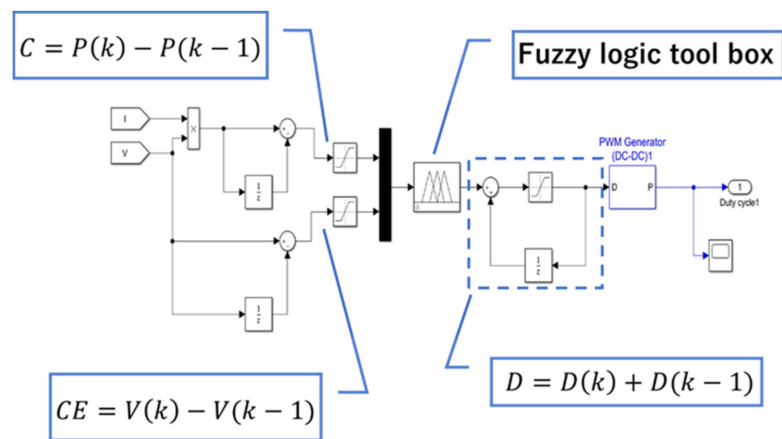 C = P(k) − P(k − 1)
Fuzzy logic tool box
I
V
X
1
z
1
z
PWM Generator
(DC-DC)1
D
P
1
Duty cycle1
1
z
CE = V(k) − V(k − 1)
D = D(k) + D(k − 1)